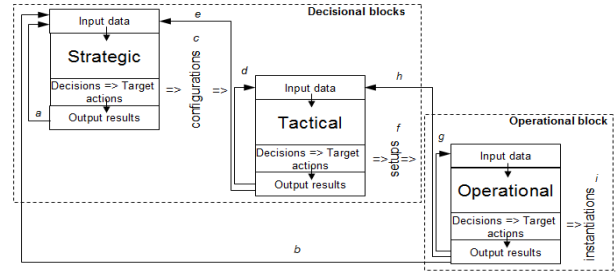 Decisional blocks
Input data
Strategic
Decisions => Target
actions
Output results
a
e
c
=> configurations =>
d
Input data
Tactical
Decisions => Target
actions
Output results
h
f
=> setups =>
Operational block
g
Input data
Operational
Decisions => Target
actions
Output results
i
=> instantiations
b